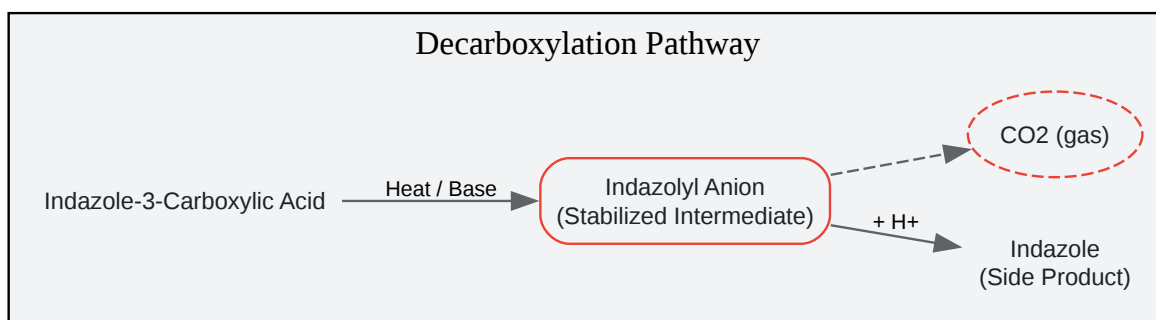 Decarboxylation Pathway
CO2 (gas)
Indazole-3-Carboxylic Acid
Heat / Base
Indazolyl Anion
(Stabilized Intermediate)
+ H+
Indazole
(Side Product)